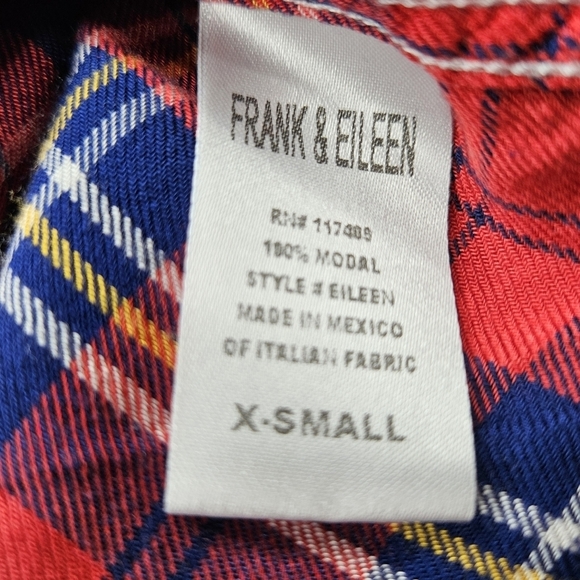 FRANK & EILEEN
RN# 117489
100% MODAL
STYLE # EILEEN
MADE IN MEXICO
OF ITALIAN FABRIC
X-SMALL